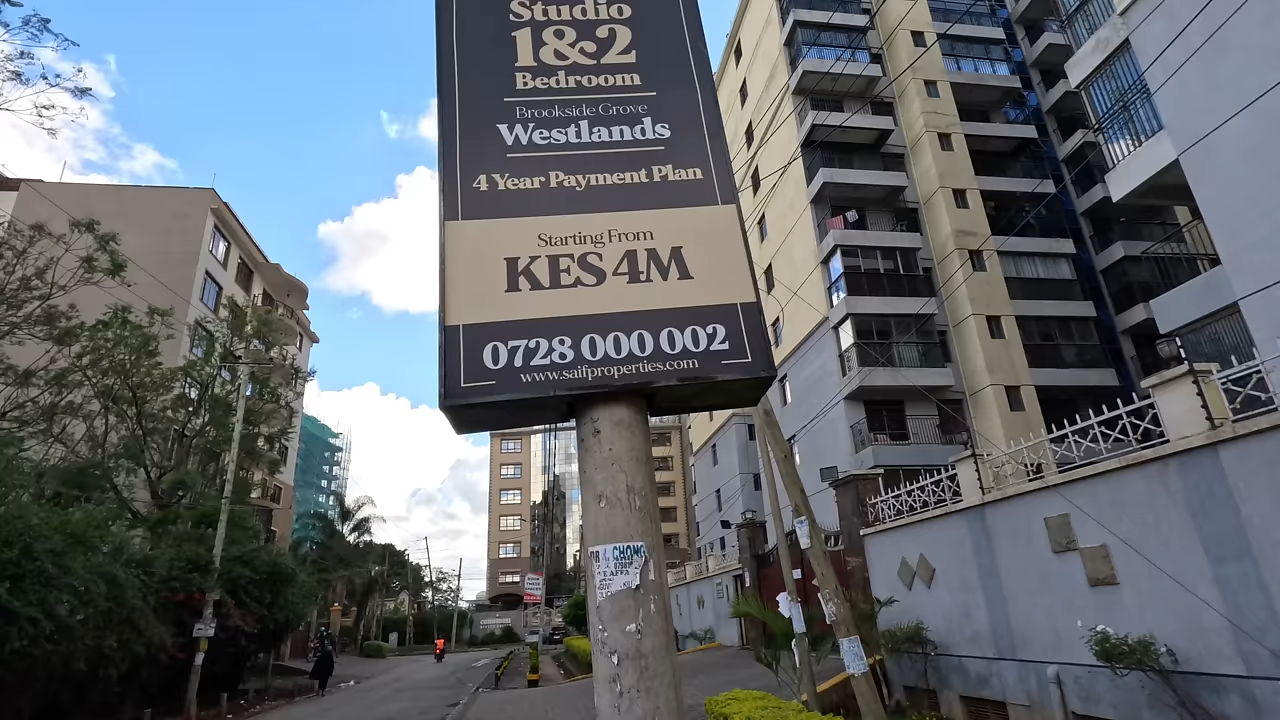 Studio
1&2
Bedroom
Brookside Grove
Westlands
4 Year Payment Plan
Starting From
KES 4M
0728 000 002
www.saifproperties.com
CHONG